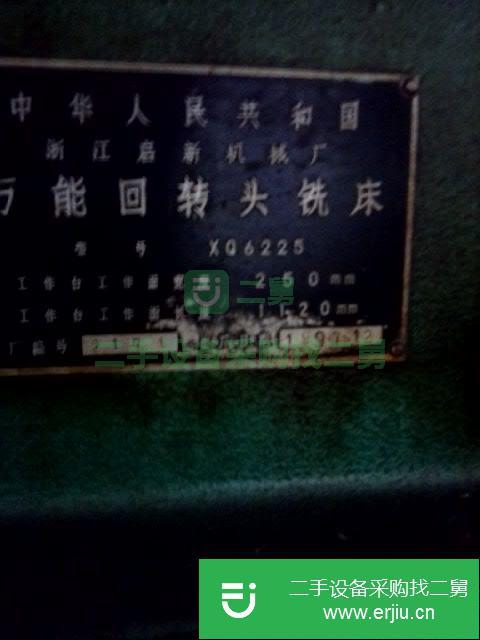 中华人民共和国
浙江启新机械厂
万能回转头铣床
型号 XQ6225
工作台工作面宽度 250mm
工作台工作面长度 1120mm
厂编号
二舅
二手设备采购找二舅
二手设备采购找二舅
www.erjiu.cn